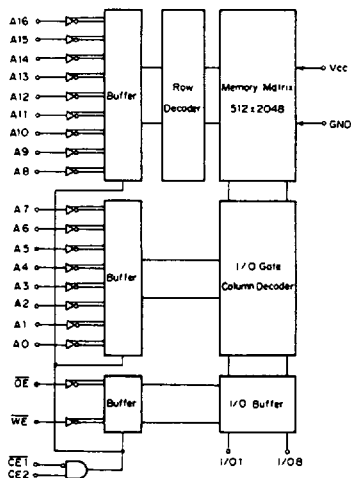 A16
A15
A14
A13
A12
A11
A10
A9
A8
Buffer
Row
Decoder
Memory Matrix
512 x 2048
Vcc
GND
A7
A6
A5
A4
A3
A2
A1
A0
Buffer
I/O Gate
Column Decoder
OE
WE
Buffer
I/O Buffer
CE1
CE2
I/O1
I/O8